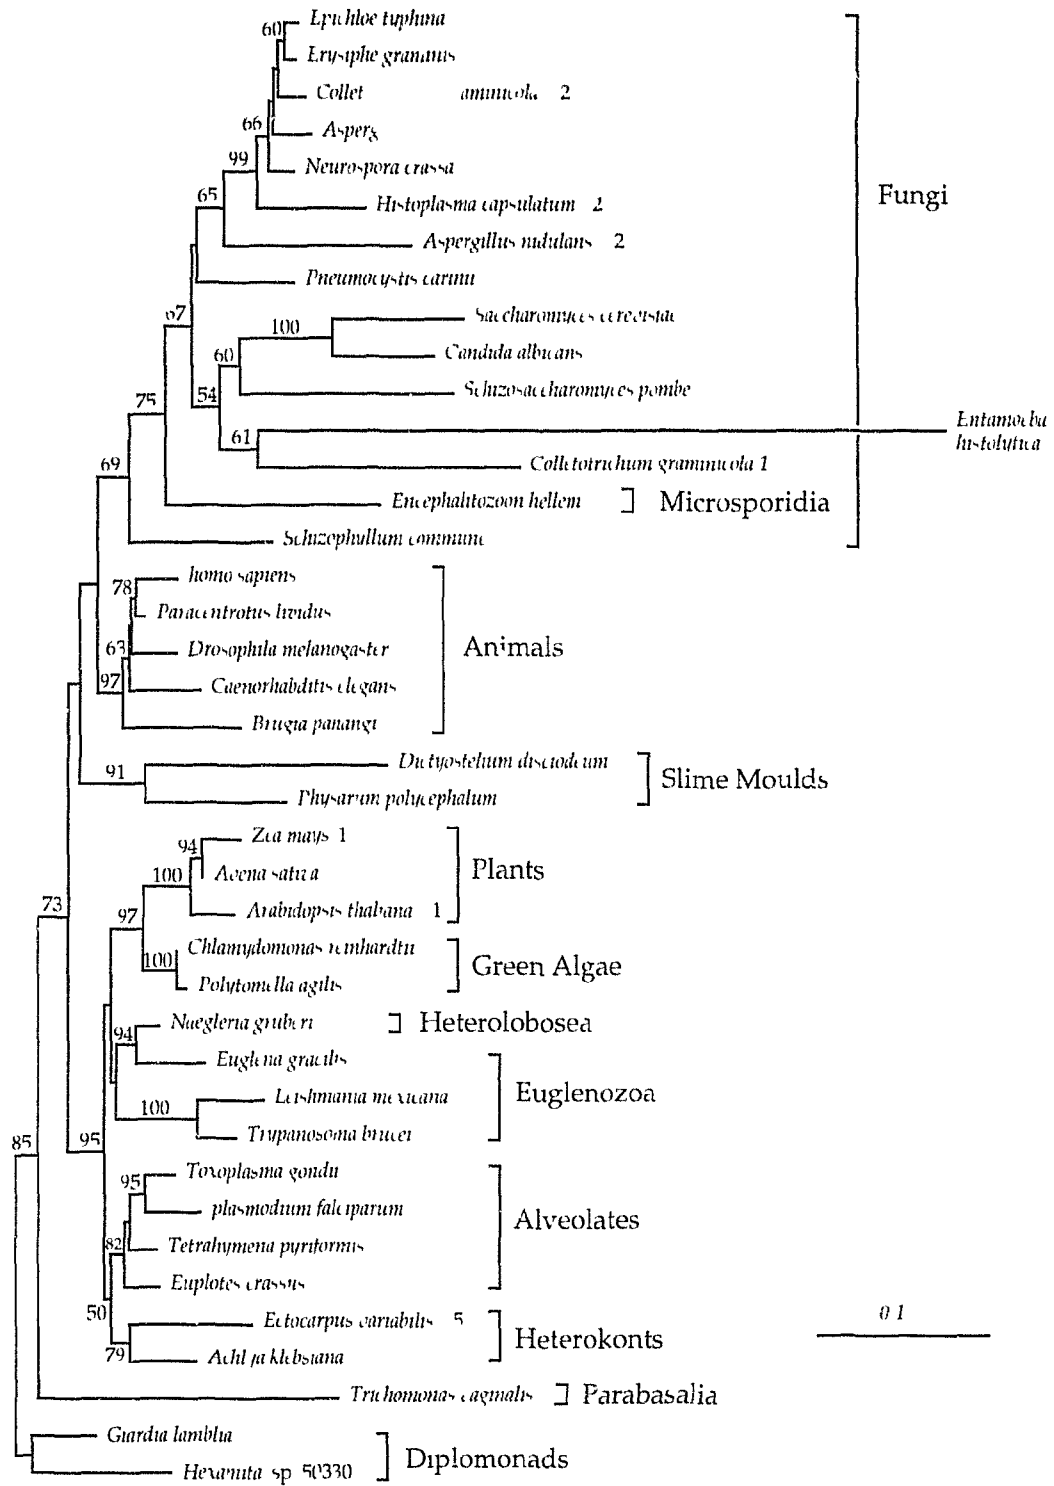 60
Epichloe typhina
Erysiphe graminis
Collet aminicola 2
66
Asperg
99
Neurospora crassa
65
Histoplasma capsulatum 2
Fungi
Aspergillus nidulans 2
Pneumocystis carinii
67
Saccharomyces cerevisiae
100
Candida albicans
60
Schizosaccharomyces pombe
75
54
Entamoeba
histolytica
61
Colletotrichum graminicola 1
69
Encephalitozoon hellem
Microsporidia
Schizophyllum commune
homo sapiens
78
Paracentrotus lividus
63
Drosophila melanogaster
Animals
97
Caenorhabditis elegans
Brugia panangi
Dictyostelium disciodeum
91
Slime Moulds
Physarum polycephalum
Zea mays 1
94
Avena sativa
Plants
100
Arabidopsis thaliana 1
73
97
Chlamydomonas reinhardtii
100
Green Algae
Polytomella agilis
Naegleria gruberi
Heterolobosea
94
Euglena gracilis
Leishmania mexicana
Euglenozoa
100
Trypanosoma brucei
85
95
Toxoplasma gondii
95
plasmodium falciparum
Alveolates
82
Tetrahymena pyriformis
Euplotes crassus
50
Ectocarpus variabilis 5
0 1
Heterokonts
79
Achlya klebsiana
Trichomonas vaginalis
Parabasalia
Giardia lamblia
Diplomonads
Hexamita sp 50330